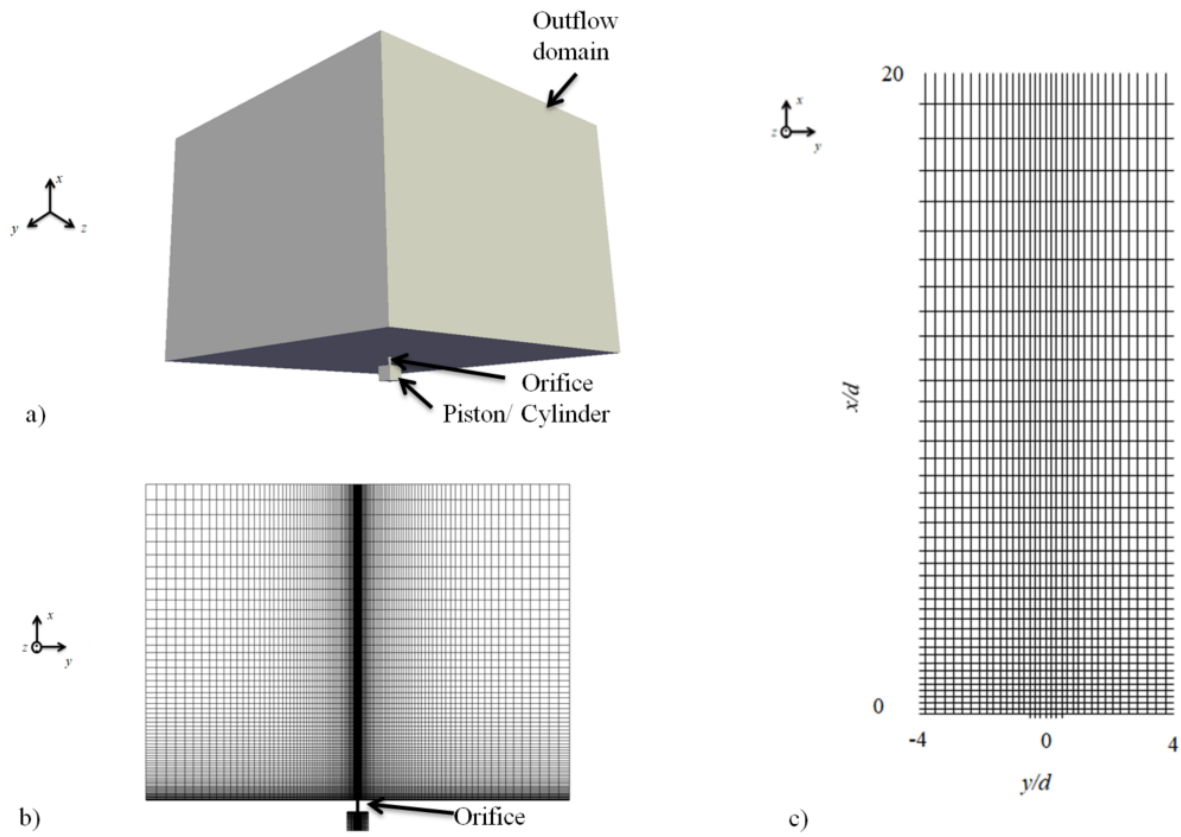 Outflow
domain
x
y
z
Orifice
Piston/ Cylinder
a)
x
z
y
Orifice
b)
20
x
z
y
x/d
0
-4
0
4
y/d
c)